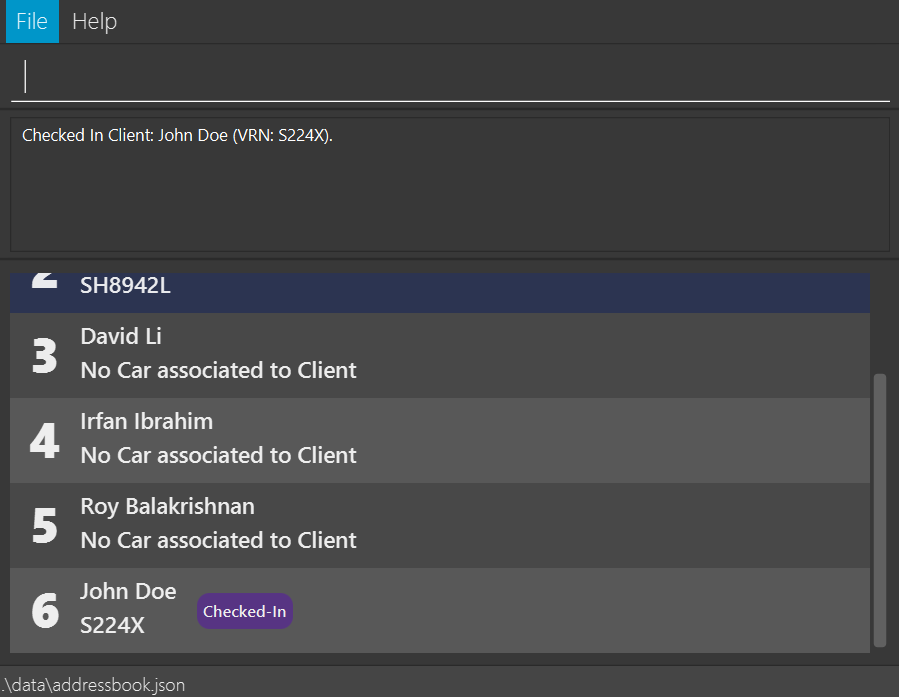 File Help
Checked In Client: John Doe (VRN: S224X).
2
SH8942L
3
David Li
No Car associated to Client
4
Irfan Ibrahim
No Car associated to Client
5
Roy Balakrishnan
No Car associated to Client
6
John Doe
S224X
Checked-In
.\data\addressbook.json